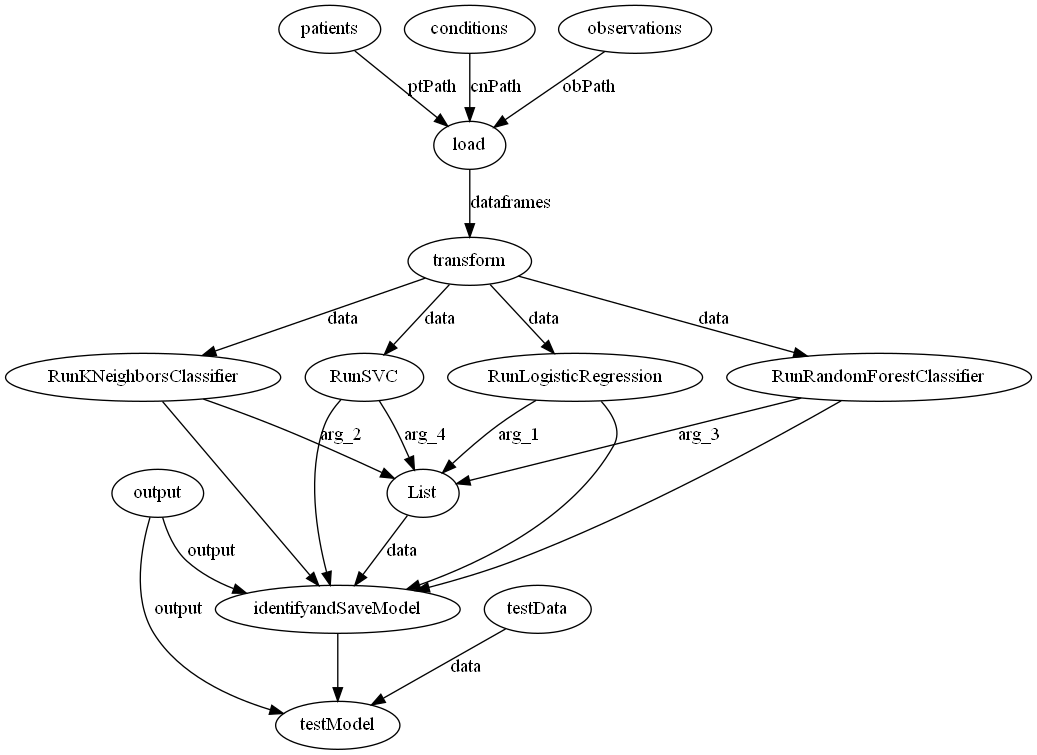 patients
conditions
observations
ptPath
cnPath
obPath
load
dataframes
transform
data
data
data
data
RunKNeighborsClassifier
RunSVC
RunLogisticRegression
RunRandomForestClassifier
arg_2
arg_4
arg_1
arg_3
output
List
output
data
output
identifyandSaveModel
testData
data
testModel